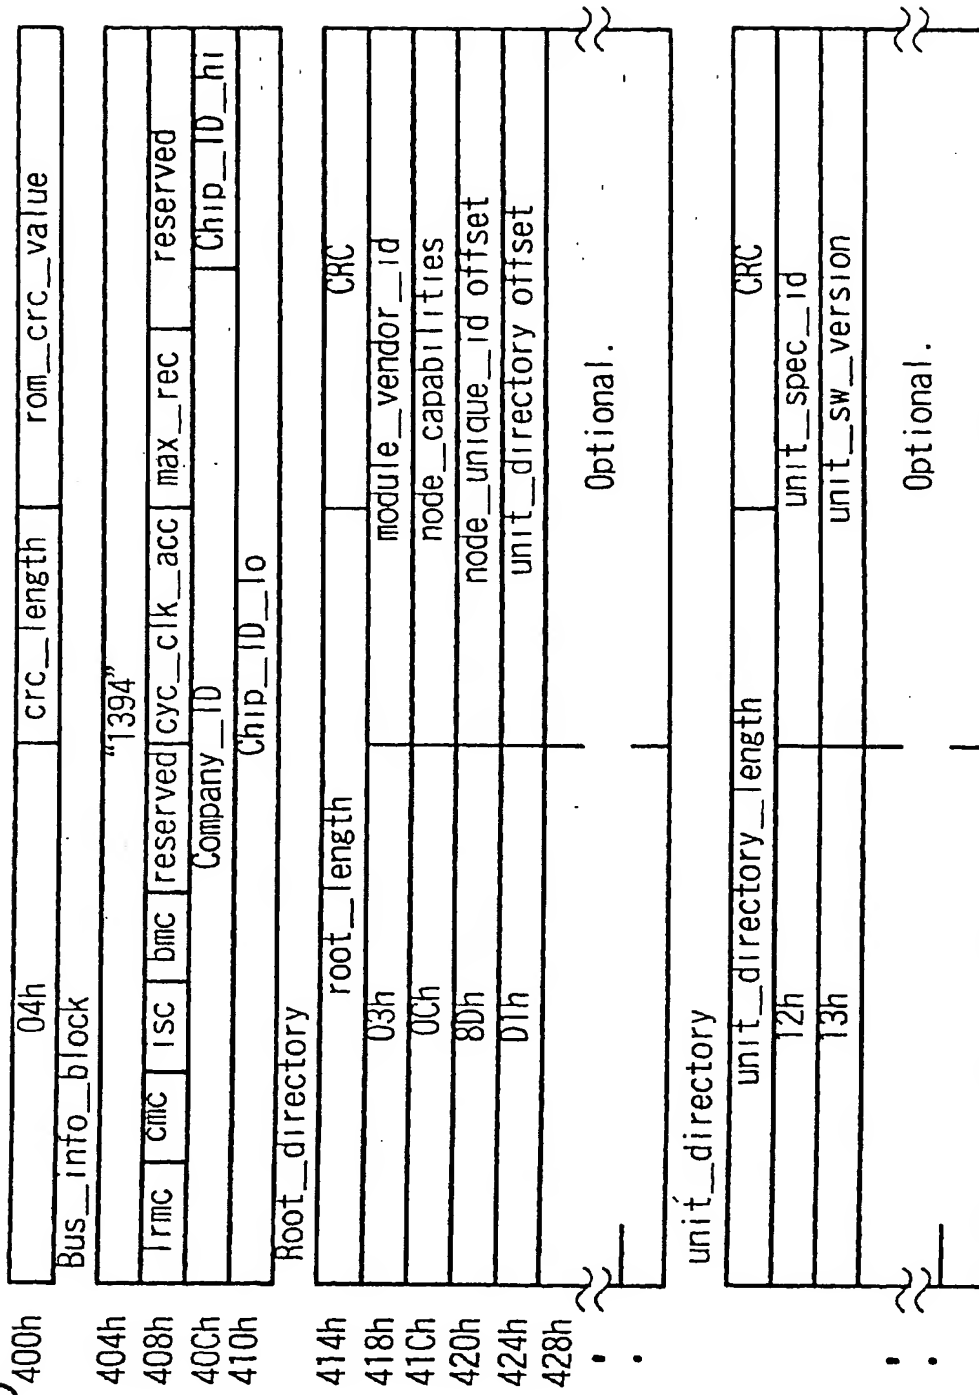 400h 04h crc_length rom_crc_value
Bus_info_block
404h "1394"
408h irmc cmc isc bmc reserved cyc_clk_acc max_rec reserved
40Ch Company_ID Chip_ID_hi
410h Chip_ID_lo
Root_directory
414h root_length CRC
418h 03h module_vendor_id
41Ch 0Ch node_capabilities
420h 8Dh node_unique_id offset
424h D1h unit_directory offset
428h
Optional.
unit_directory
unit_directory_length CRC
12h unit_spec_id
13h unit_sw_version
Optional.